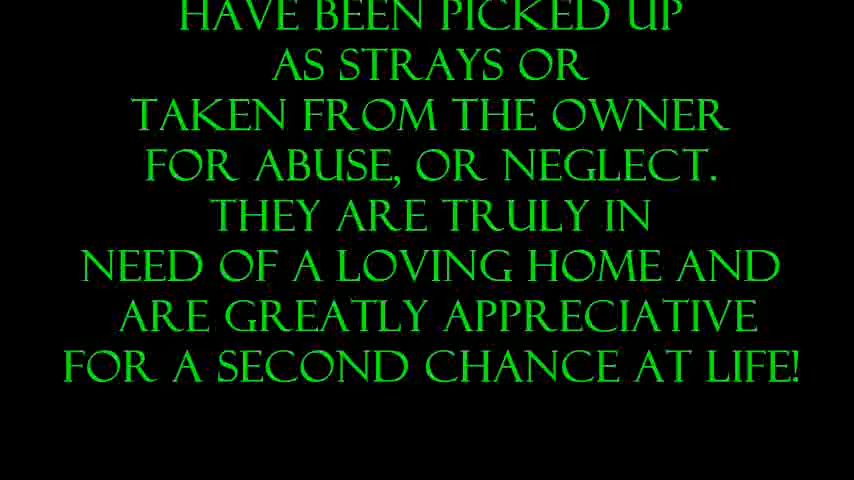 HAVE BEEN PICKED UP
AS STRAYS OR
TAKEN FROM THE OWNER
FOR ABUSE, OR NEGLECT.
THEY ARE TRULY IN
NEED OF A LOVING HOME AND
ARE GREATLY APPRECIATIVE
FOR A SECOND CHANCE AT LIFE!